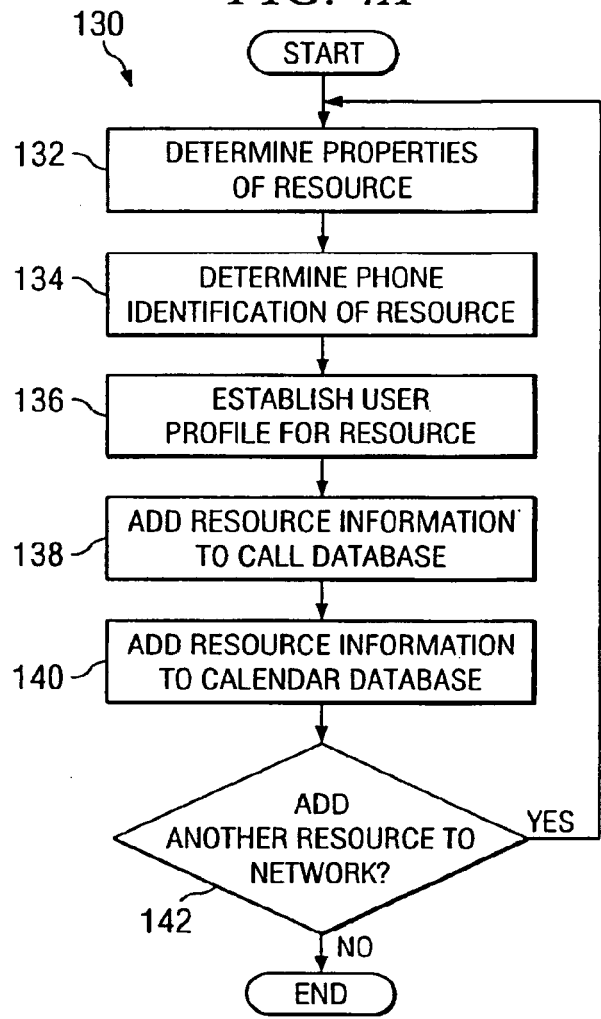 FIG. 4A
130
START
132
DETERMINE PROPERTIES
OF RESOURCE
134
DETERMINE PHONE
IDENTIFICATION OF RESOURCE
136
ESTABLISH USER
PROFILE FOR RESOURCE
138
ADD RESOURCE INFORMATION
TO CALL DATABASE
140
ADD RESOURCE INFORMATION
TO CALENDAR DATABASE
ADD
ANOTHER RESOURCE TO
NETWORK?
YES
142
NO
END